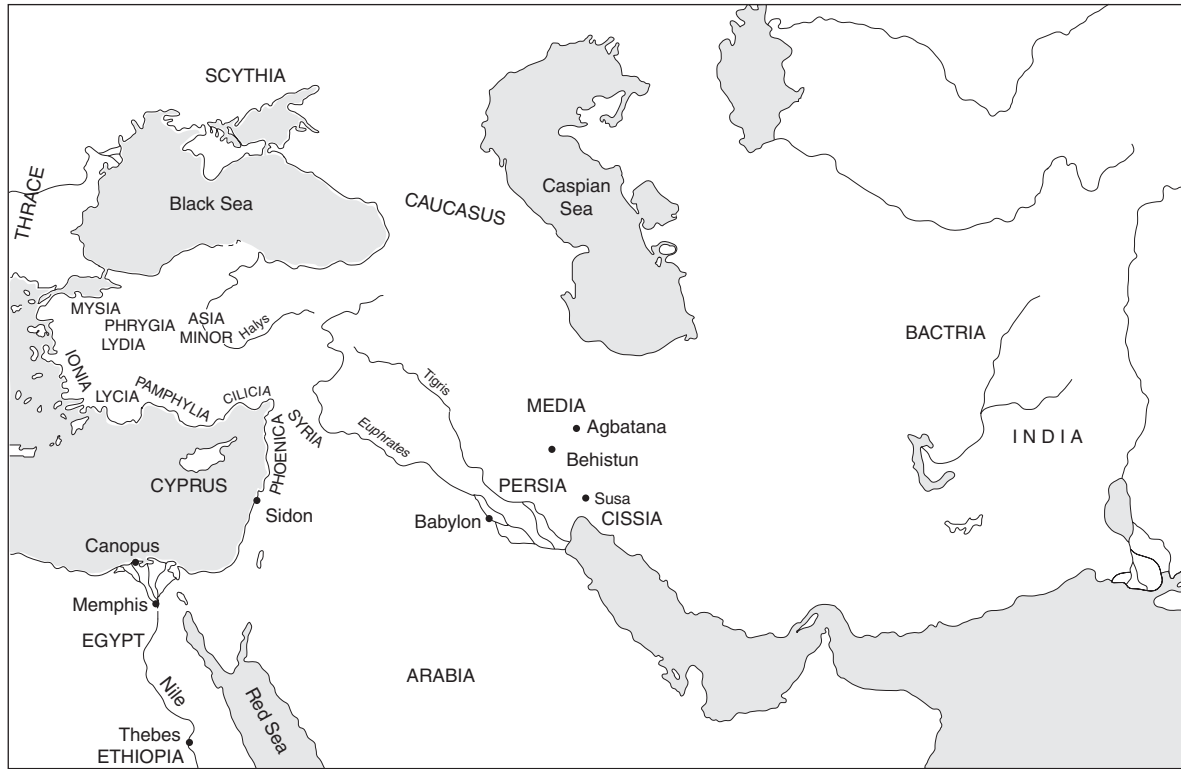 SCYTHIA
THRACE
Black Sea
CAUCASUS
Caspian
Sea
MYSIA
PHRYGIA
LYDIA
ASIA
MINOR
Halys
IONIA
LYCIA
PAMPHYLIA
CILICIA
SYRIA
PHOENICA
Tigris
Euphrates
BACTRIA
INDIA
MEDIA
Agbatana
Behistun
PERSIA
Susa
CISSIA
CYPRUS
Sidon
Babylon
Canopus
Memphis
EGYPT
Nile
Red Sea
ARABIA
Thebes
ETHIOPIA